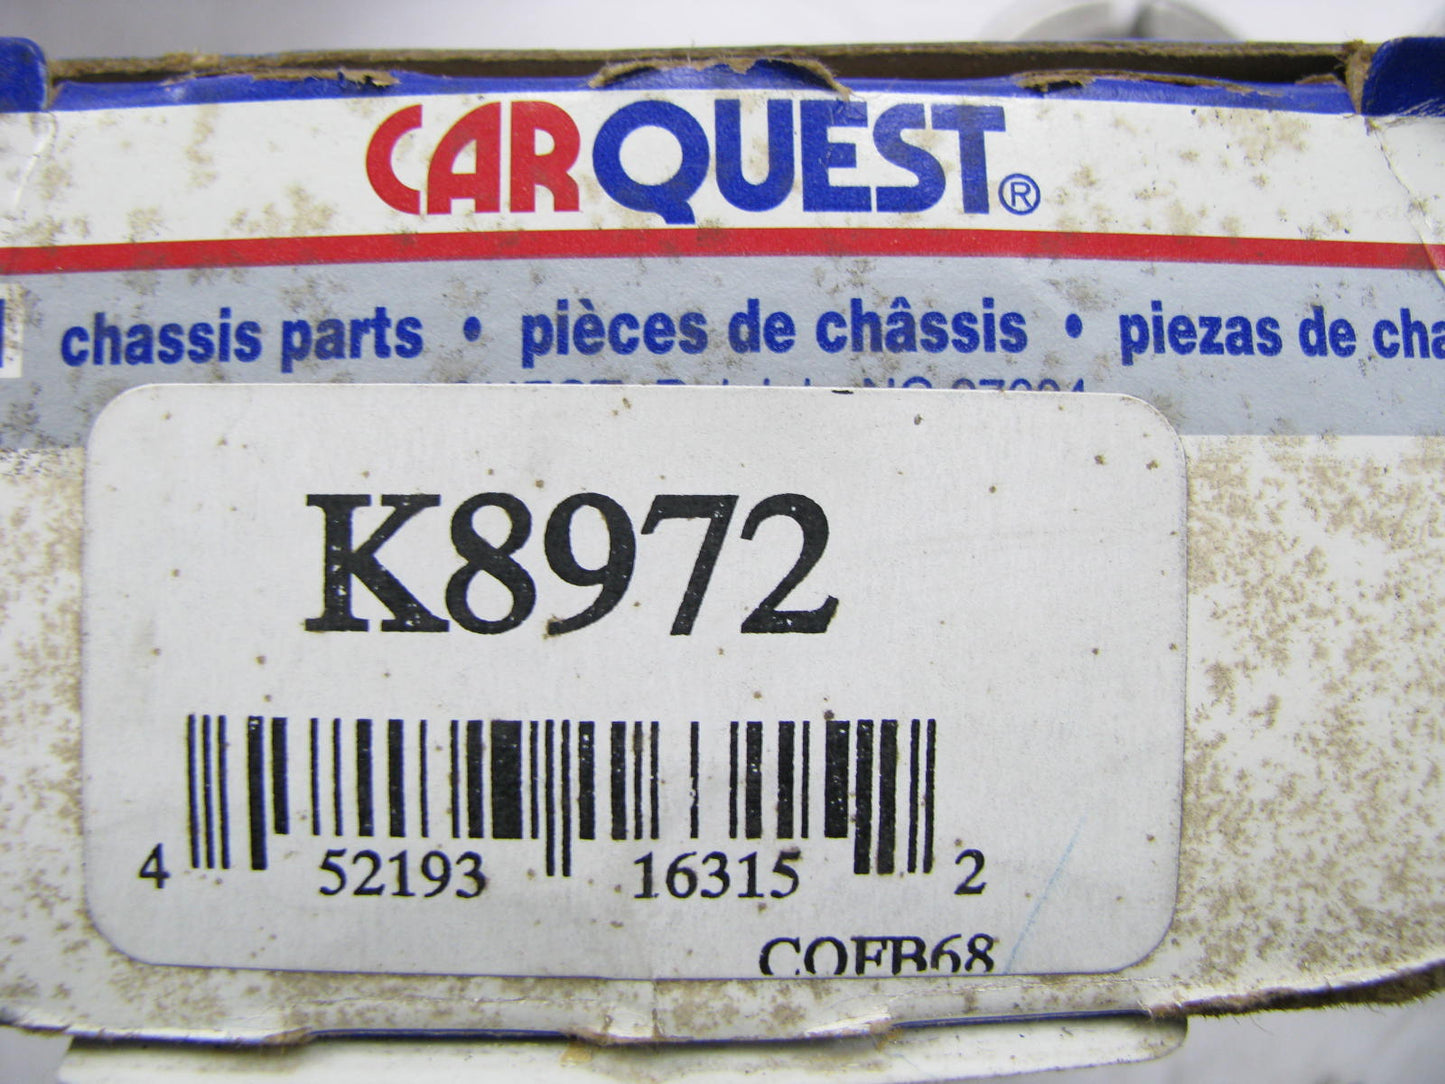 CARQUEST®
chassis parts • pièces de châssis • piezas de cha
K8972
4 52193 16315 2
COFB68